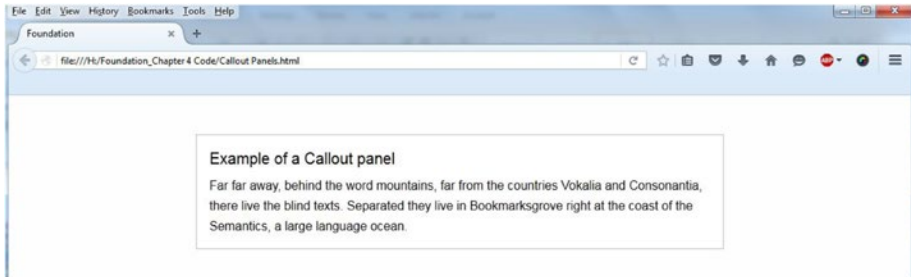 File Edit View History Bookmarks Tools Help
Foundation
file:///H:/Foundation_Chapter 4 Code/Callout Panels.html
ABP
Example of a Callout panel
Far far away, behind the word mountains, far from the countries Vokalia and Consonantia,
there live the blind texts. Separated they live in Bookmarksgrove right at the coast of the
Semantics, a large language ocean.